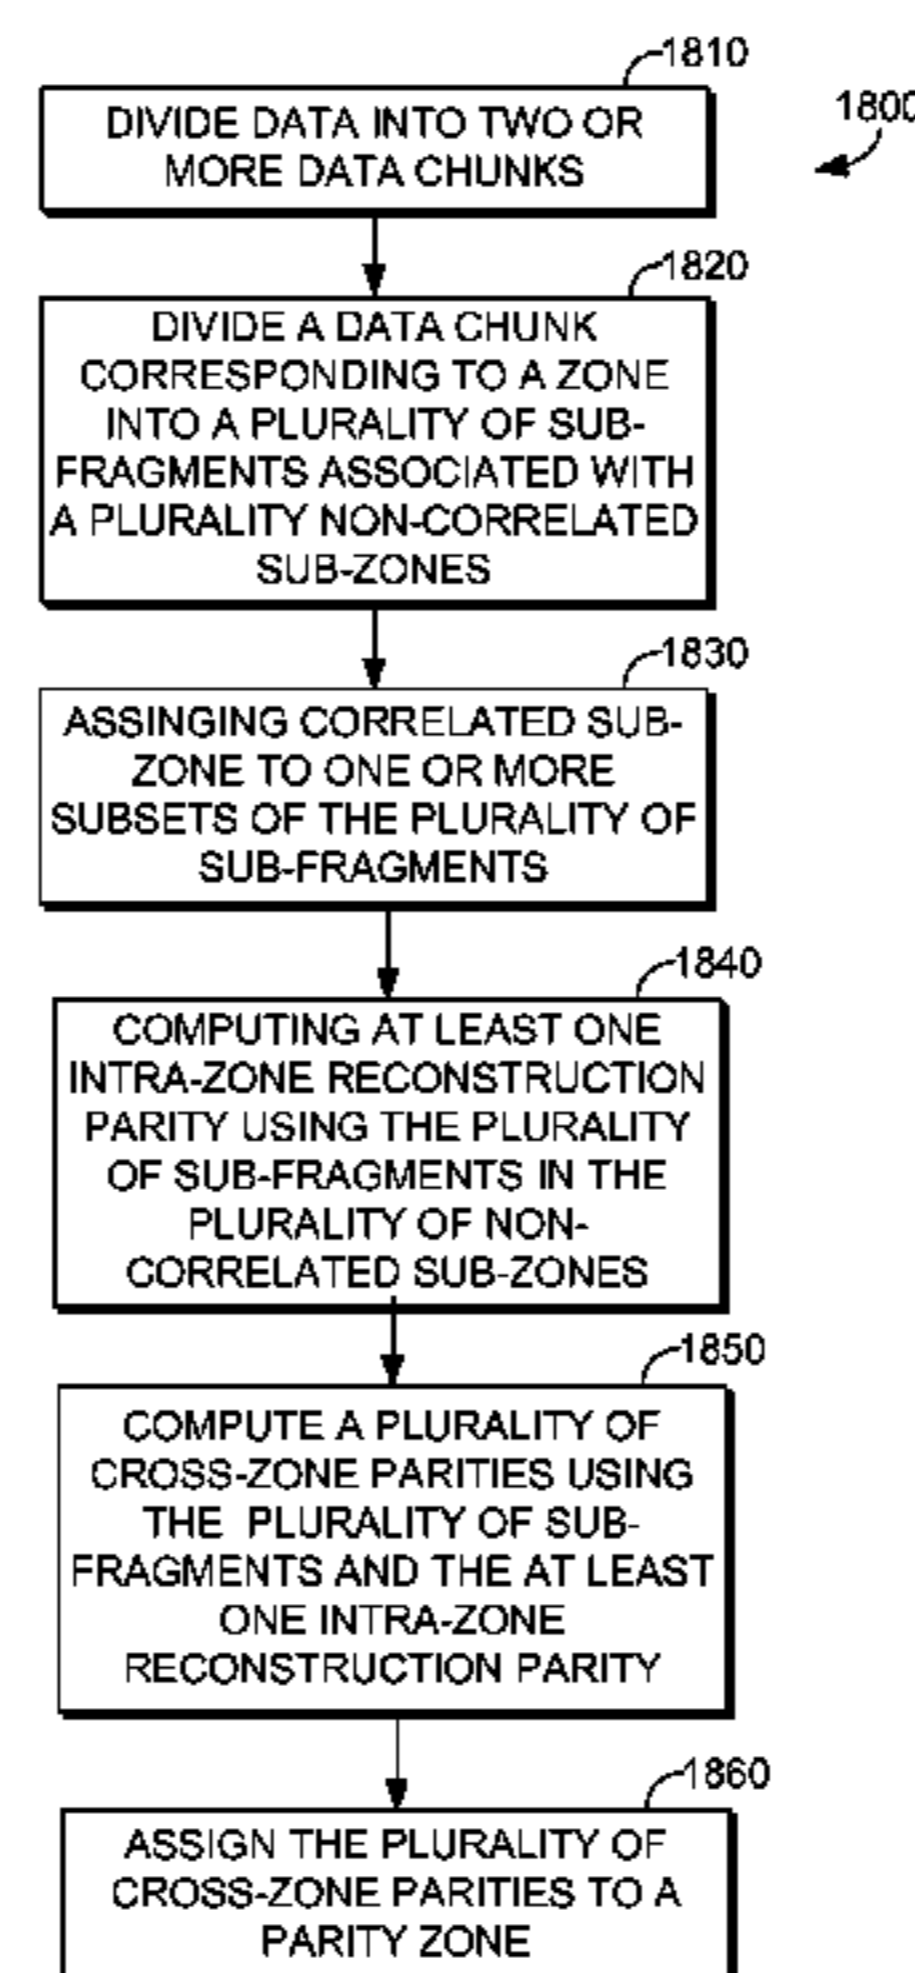 1810
1800
DIVIDE DATA INTO TWO OR
MORE DATA CHUNKS
1820
DIVIDE A DATA CHUNK
CORRESPONDING TO A ZONE
INTO A PLURALITY OF SUB-
FRAGMENTS ASSOCIATED WITH
A PLURALITY NON-CORRELATED
SUB-ZONES
1830
ASSINGING CORRELATED SUB-
ZONE TO ONE OR MORE
SUBSETS OF THE PLURALITY OF
SUB-FRAGMENTS
1840
COMPUTING AT LEAST ONE
INTRA-ZONE RECONSTRUCTION
PARITY USING THE PLURALITY
OF SUB-FRAGMENTS IN THE
PLURALITY OF NON-
CORRELATED SUB-ZONES
1850
COMPUTE A PLURALITY OF
CROSS-ZONE PARITIES USING
THE PLURALITY OF SUB-
FRAGMENTS AND THE AT LEAST
ONE INTRA-ZONE
RECONSTRUCTION PARITY
1860
ASSIGN THE PLURALITY OF
CROSS-ZONE PARITIES TO A
PARITY ZONE